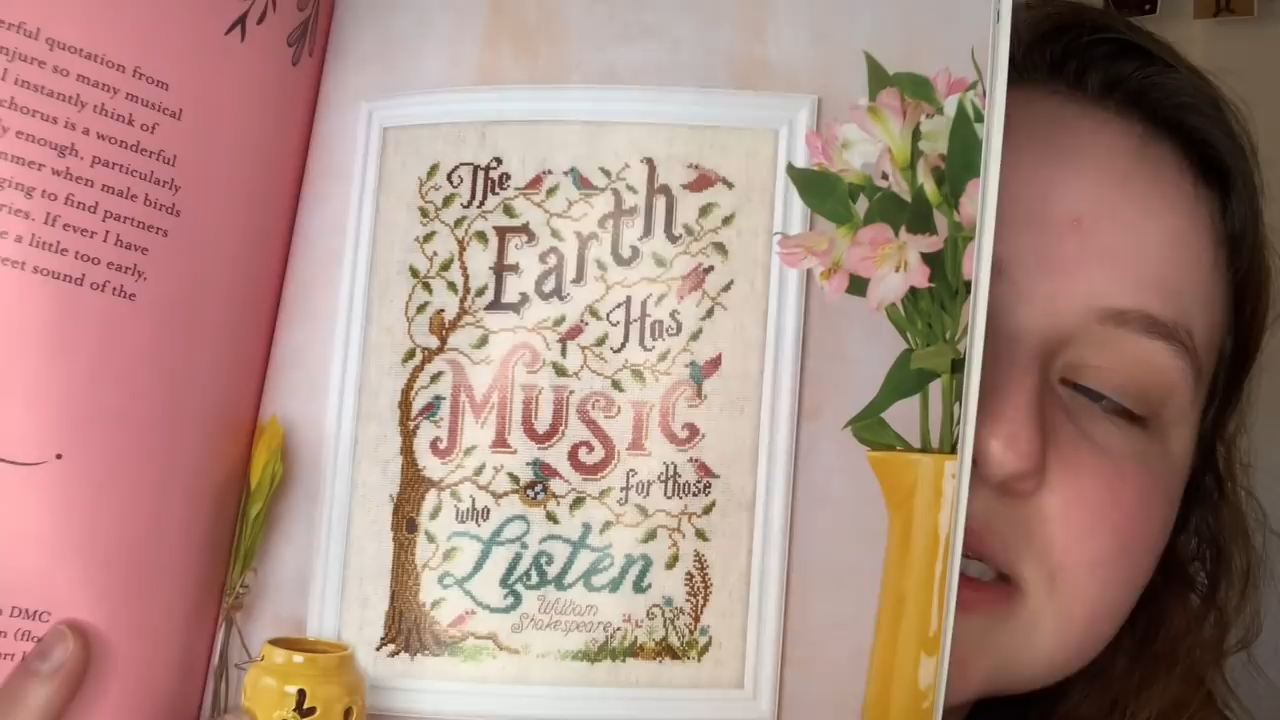 erful quotation from
njure so many musical
l instantly think of
chorus is a wonderful
y enough, particularly
mmer when male birds
ging to find partners
ries. If ever I have
e a little too early,
eet sound of the
DMC
The
Earth
Has
Music
for those
who
Listen
William
Shakespeare